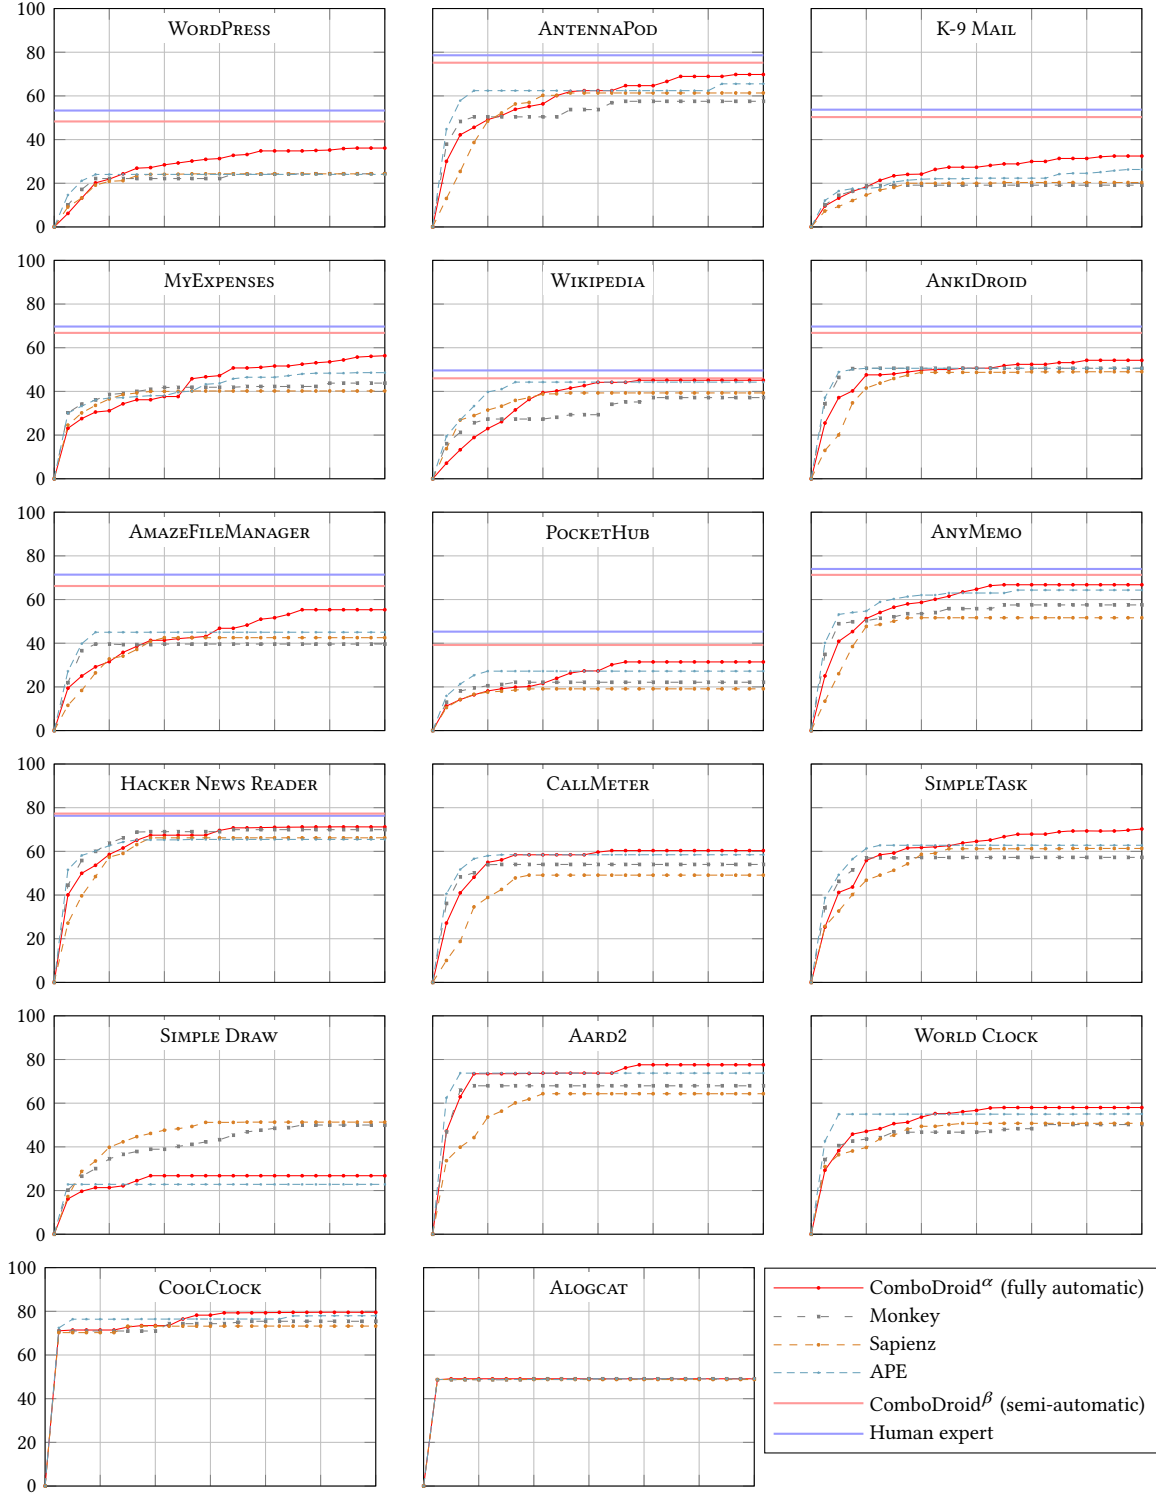 WordPress
AntennaPod
K-9 Mail
100
80
60
40
20
0
MyExpenses
Wikipedia
AnkiDroid
100
80
60
40
20
0
AmazeFileManager
PocketHub
AnyMemo
100
80
60
40
20
0
Hacker News Reader
CallMeter
SimpleTask
100
80
60
40
20
0
Simple Draw
Aard2
World Clock
100
80
60
40
20
0
CoolClock
Alogcat
100
80
60
40
20
0
ComboDroid^α (fully automatic)
Monkey
Sapienz
APE
ComboDroid^β (semi-automatic)
Human expert